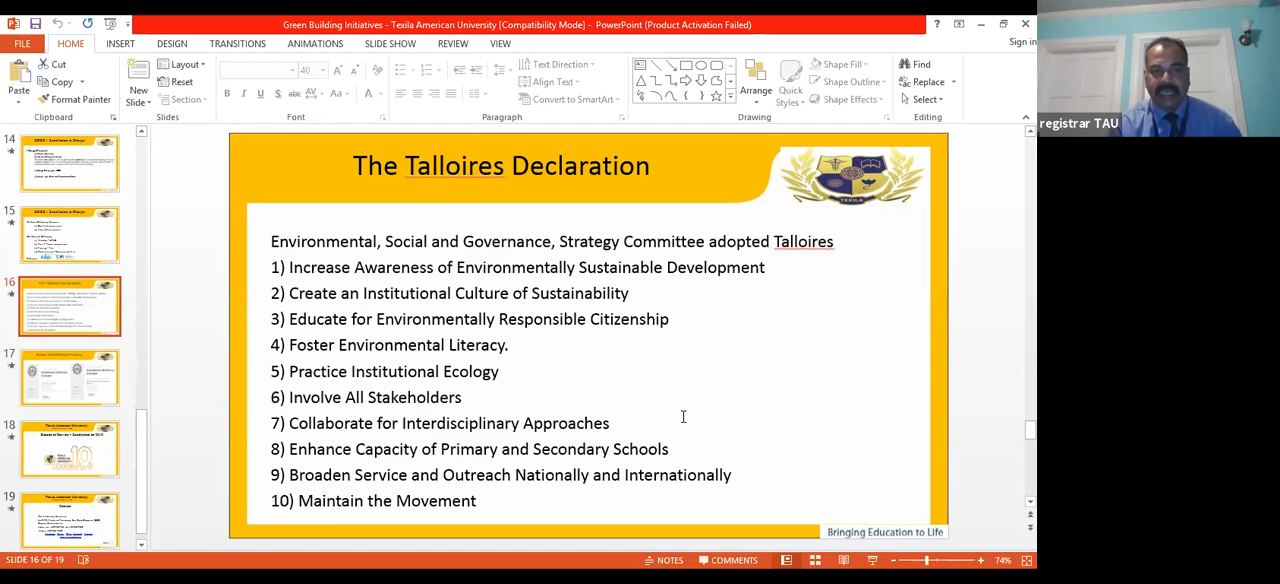 Green Building Initiatives - Texila American University [Compatibility Mode] - PowerPoint (Product Activation Failed)
FILE HOME INSERT DESIGN TRANSITIONS ANIMATIONS SLIDE SHOW REVIEW VIEW
Sign in
Paste
Cut
Copy
Format Painter
Clipboard
New Slide
Layout
Reset
Section
Slides
40
Font
Paragraph
Text Direction
Align Text
Convert to SmartArt
Arrange
Quick Styles
Shape Fill
Shape Outline
Shape Effects
Drawing
Find
Replace
Select
Editing
registrar TAU
14
15
16
17
18
19
The Talloires Declaration
TEXILA
Environmental, Social and Governance, Strategy Committee adopted Talloires
1) Increase Awareness of Environmentally Sustainable Development
2) Create an Institutional Culture of Sustainability
3) Educate for Environmentally Responsible Citizenship
4) Foster Environmental Literacy.
5) Practice Institutional Ecology
6) Involve All Stakeholders
7) Collaborate for Interdisciplinary Approaches
8) Enhance Capacity of Primary and Secondary Schools
9) Broaden Service and Outreach Nationally and Internationally
10) Maintain the Movement
Bringing Education to Life
SLIDE 16 OF 19
NOTES
COMMENTS
74%